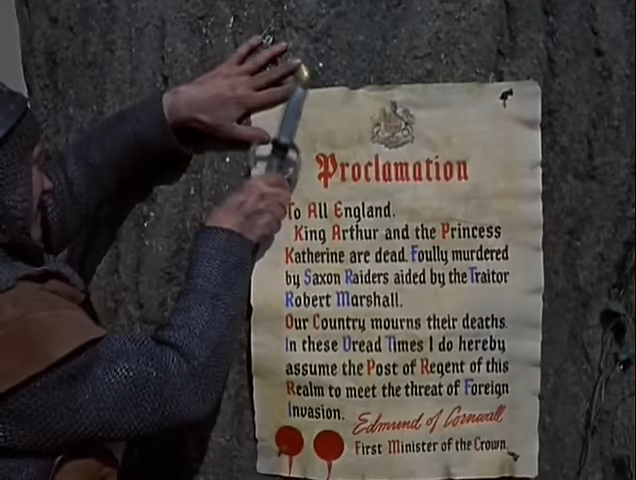 Proclamation
To All England.
King Arthur and the Princess
Katherine are dead. Foully murdered
by Saxon Raiders aided by the Traitor
Robert Marshall.
Our Country mourns their deaths.
In these Dread Times I do hereby
assume the Post of Regent of this
Realm to meet the threat of Foreign
Invasion.
Edmund of Cornwall
First Minister of the Crown.